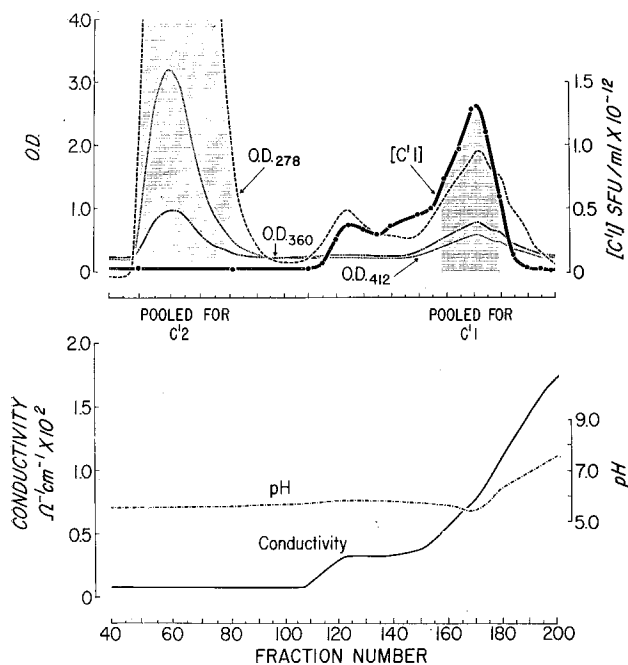 4.0
3.0
2.0
1.0
0
O.D.
1.5
1.0
0.5
0
[C'1] SFU/ml X 10⁻¹²
O.D.₂₇₈
[C'1]
O.D.₃₆₀
O.D.₄₁₂
POOLED FOR
C'2
POOLED FOR
C'1
2.0
1.5
1.0
0.5
0
CONDUCTIVITY
Ω⁻¹cm⁻¹ X10²
9.0
7.0
5.0
pH
pH
Conductivity
40 60 80 100 120 140 160 180 200
FRACTION NUMBER